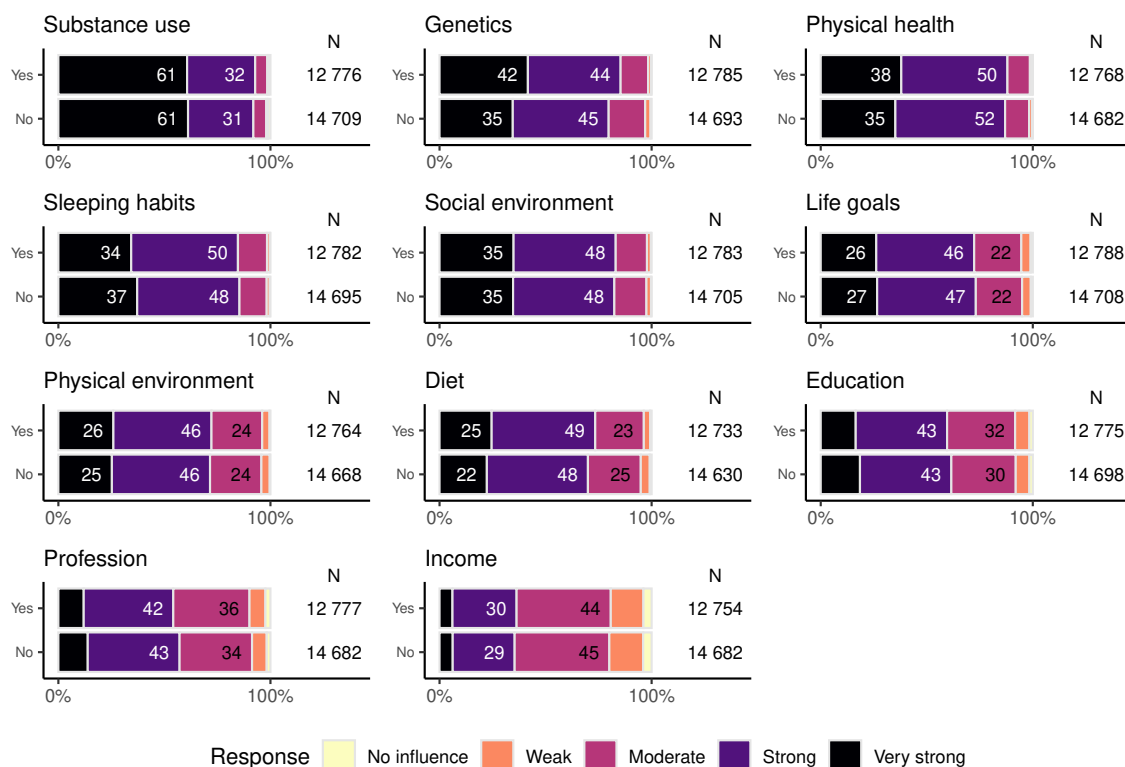 Substance use
N
Yes 61 32 12 776
No 61 31 14 709
0% 100%
Genetics
N
Yes 42 44 12 785
No 35 45 14 693
0% 100%
Physical health
N
Yes 38 50 12 768
No 35 52 14 682
0% 100%
Sleeping habits
N
Yes 34 50 12 782
No 37 48 14 695
0% 100%
Social environment
N
Yes 35 48 12 783
No 35 48 14 705
0% 100%
Life goals
N
Yes 26 46 22 12 788
No 27 47 22 14 708
0% 100%
Physical environment
N
Yes 26 46 24 12 764
No 25 46 24 14 668
0% 100%
Diet
N
Yes 25 49 23 12 733
No 22 48 25 14 630
0% 100%
Education
N
Yes 43 32 12 775
No 43 30 14 698
0% 100%
Profession
N
Yes 42 36 12 777
No 43 34 14 682
0% 100%
Income
N
Yes 30 44 12 754
No 29 45 14 682
0% 100%
Response No influence Weak Moderate Strong Very strong